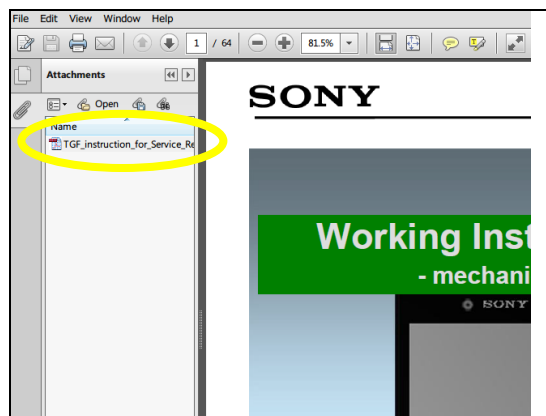 File Edit View Window Help
1 / 64 81.5%
Attachments
Open
Name
TGF_instruction_for_Service_Re
SONY
Working Inst
- mechani
SONY